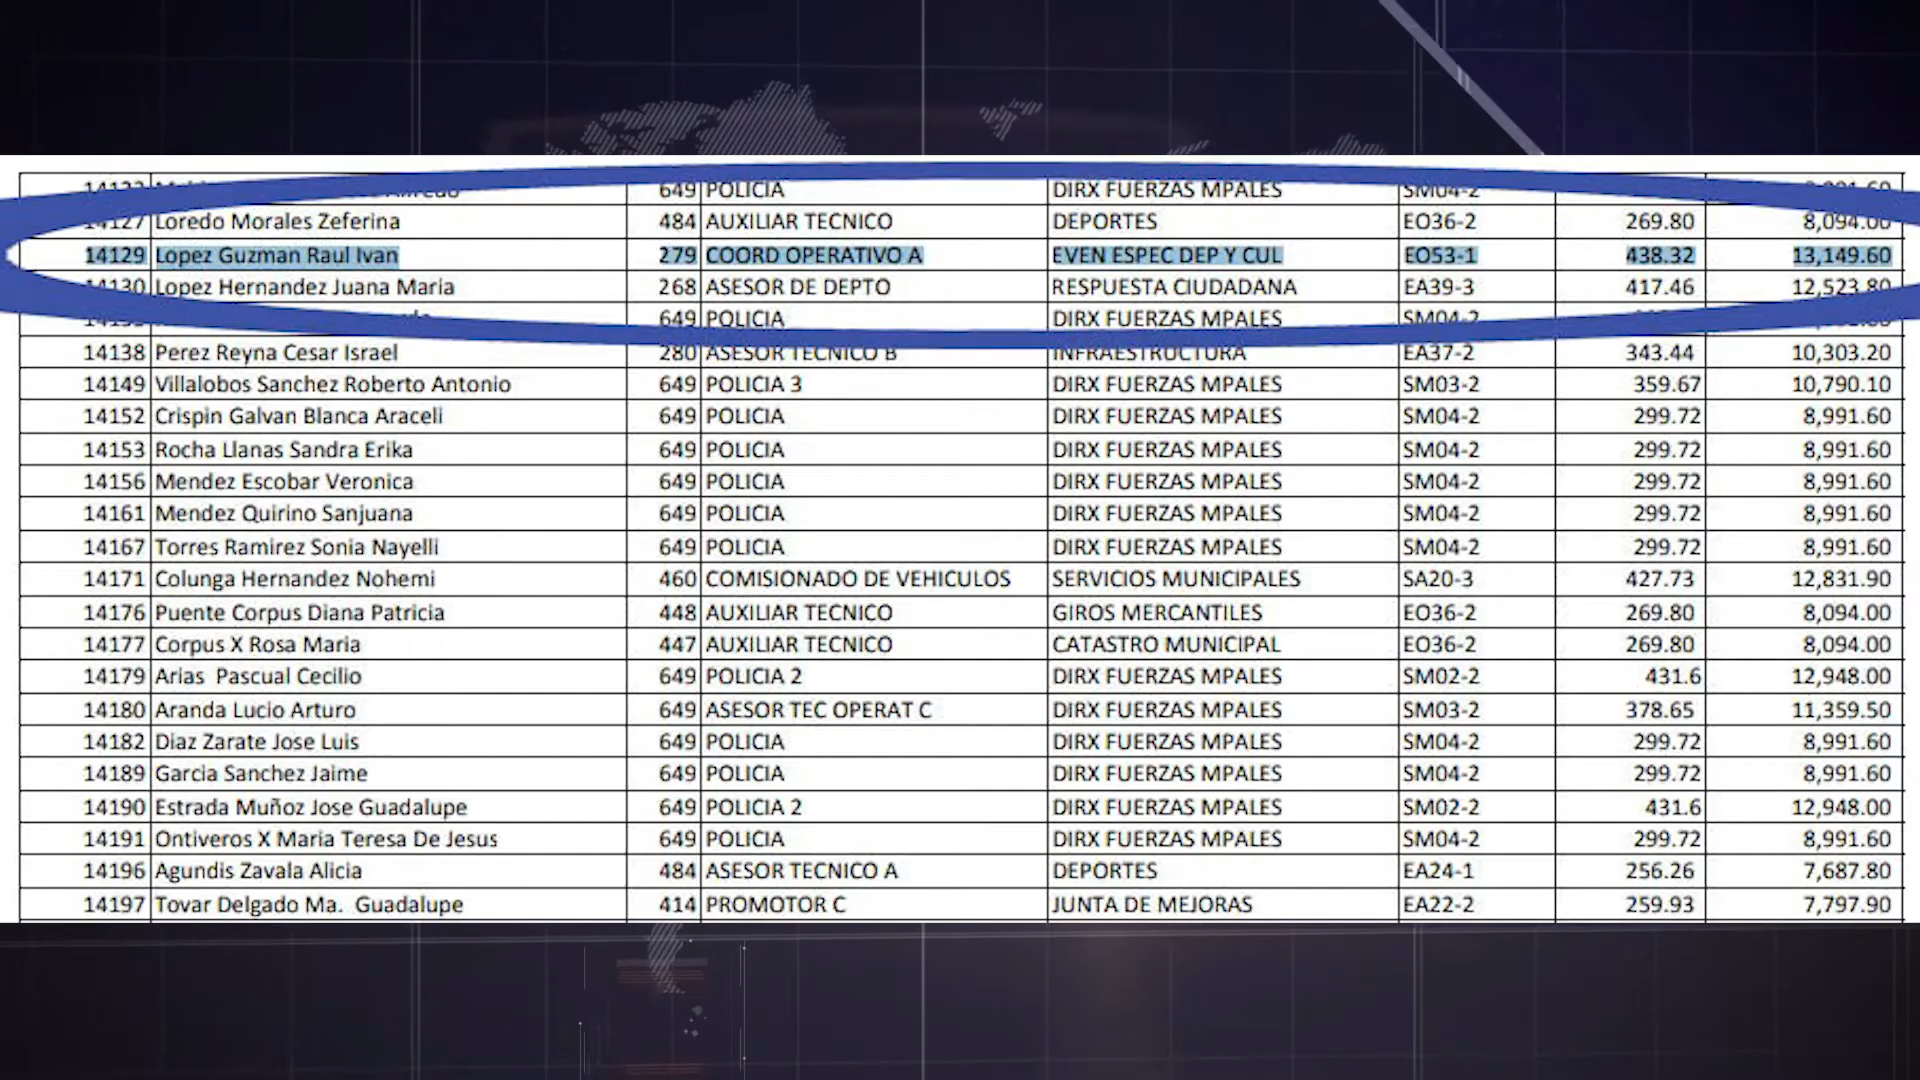 649 POLICIA DIRX FUERZAS MPALES SM04-2
14127 Loredo Morales Zeferina 484 AUXILIAR TECNICO DEPORTES EO36-2 269.80 8,094.00
14129 Lopez Guzman Raul Ivan 279 COORD OPERATIVO A EVEN ESPEC DEP Y CUL EO53-1 438.32 13,149.60
14130 Lopez Hernandez Juana Maria 268 ASESOR DE DEPTO RESPUESTA CIUDADANA EA39-3 417.46 12,523.80
649 POLICIA DIRX FUERZAS MPALES SM04-2
14138 Perez Reyna Cesar Israel 280 ASESOR TECNICO B INFRAESTRUCTURA EA37-2 343.44 10,303.20
14149 Villalobos Sanchez Roberto Antonio 649 POLICIA 3 DIRX FUERZAS MPALES SM03-2 359.67 10,790.10
14152 Crispin Galvan Blanca Araceli 649 POLICIA DIRX FUERZAS MPALES SM04-2 299.72 8,991.60
14153 Rocha Llanas Sandra Erika 649 POLICIA DIRX FUERZAS MPALES SM04-2 299.72 8,991.60
14156 Mendez Escobar Veronica 649 POLICIA DIRX FUERZAS MPALES SM04-2 299.72 8,991.60
14161 Mendez Quirino Sanjuana 649 POLICIA DIRX FUERZAS MPALES SM04-2 299.72 8,991.60
14167 Torres Ramirez Sonia Nayelli 649 POLICIA DIRX FUERZAS MPALES SM04-2 299.72 8,991.60
14171 Colunga Hernandez Nohemi 460 COMISIONADO DE VEHICULOS SERVICIOS MUNICIPALES SA20-3 427.73 12,831.90
14176 Puente Corpus Diana Patricia 448 AUXILIAR TECNICO GIROS MERCANTILES EO36-2 269.80 8,094.00
14177 Corpus X Rosa Maria 447 AUXILIAR TECNICO CATASTRO MUNICIPAL EO36-2 269.80 8,094.00
14179 Arias Pascual Cecilio 649 POLICIA 2 DIRX FUERZAS MPALES SM02-2 431.6 12,948.00
14180 Aranda Lucio Arturo 649 ASESOR TEC OPERAT C DIRX FUERZAS MPALES SM03-2 378.65 11,359.50
14182 Diaz Zarate Jose Luis 649 POLICIA DIRX FUERZAS MPALES SM04-2 299.72 8,991.60
14189 Garcia Sanchez Jaime 649 POLICIA DIRX FUERZAS MPALES SM04-2 299.72 8,991.60
14190 Estrada Muñoz Jose Guadalupe 649 POLICIA 2 DIRX FUERZAS MPALES SM02-2 431.6 12,948.00
14191 Ontiveros X Maria Teresa De Jesus 649 POLICIA DIRX FUERZAS MPALES SM04-2 299.72 8,991.60
14196 Agundis Zavala Alicia 484 ASESOR TECNICO A DEPORTES EA24-1 256.26 7,687.80
14197 Tovar Delgado Ma. Guadalupe 414 PROMOTOR C JUNTA DE MEJORAS EA22-2 259.93 7,797.90